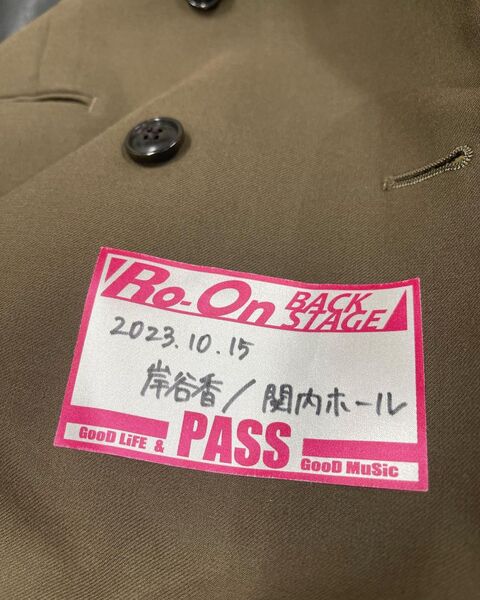 Ro-On BACK STAGE
2023.10.15
岸谷香/関内ホール
GooD LiFE & PASS GooD MuSic